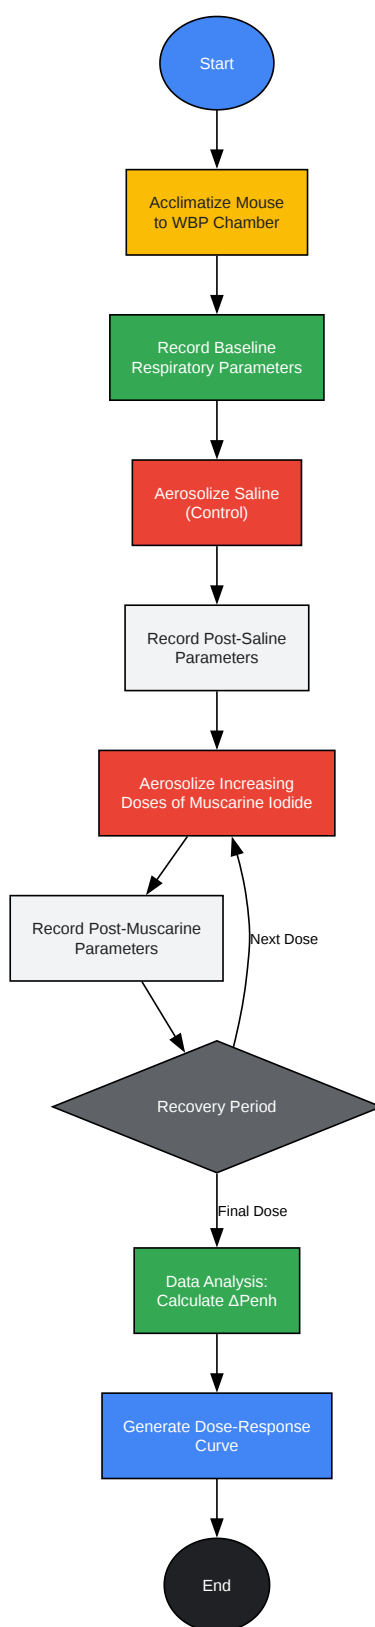 Start
Acclimatize Mouse
to WBP Chamber
Record Baseline
Respiratory Parameters
Aerosolize Saline
(Control)
Record Post-Saline
Parameters
Aerosolize Increasing
Doses of Muscarine Iodide
Record Post-Muscarine
Parameters
Next Dose
Recovery Period
Final Dose
Data Analysis:
Calculate ΔPenh
Generate Dose-Response
Curve
End